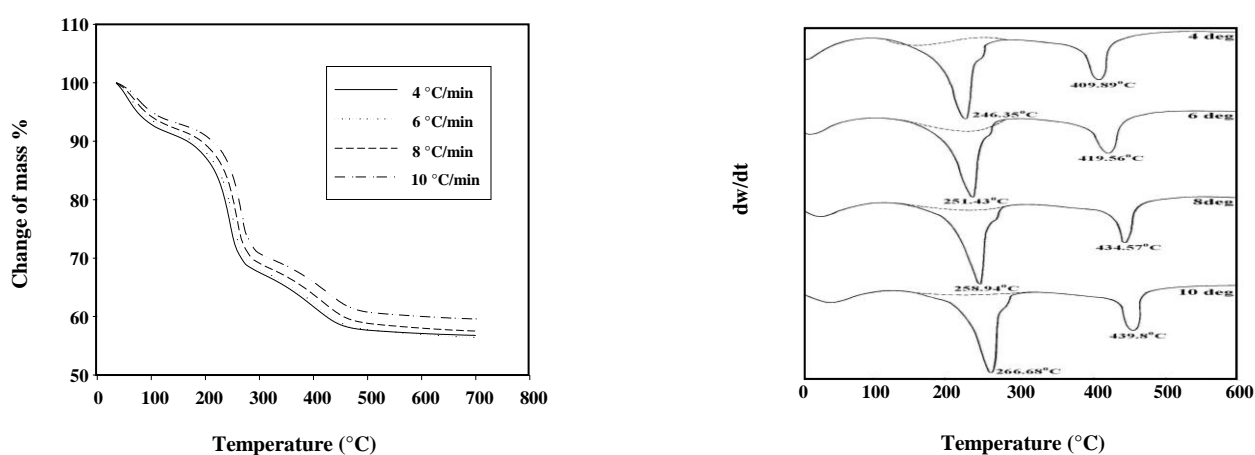 110
100
90
80
70
60
50
Change of mass %
4 °C/min
6 °C/min
8 °C/min
10 °C/min
0 100 200 300 400 500 600 700 800
Temperature (°C)
dw/dt
4 deg
409.89°C
246.35°C
6 deg
419.56°C
251.43°C
8deg
434.57°C
258.94°C
10 deg
439.8°C
266.68°C
0 100 200 300 400 500 600
Temperature (°C)